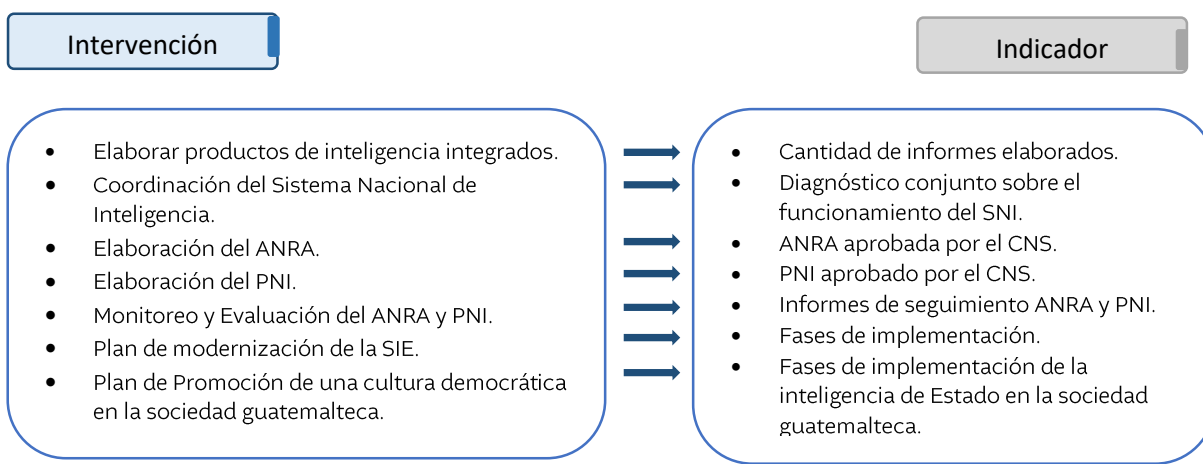 Intervención
Indicador
• Elaborar productos de inteligencia integrados.
• Coordinación del Sistema Nacional de
Inteligencia.
• Elaboración del ANRA.
• Elaboración del PNI.
• Monitoreo y Evaluación del ANRA y PNI.
• Plan de modernización de la SIE.
• Plan de Promoción de una cultura democrática
en la sociedad guatemalteca.
• Cantidad de informes elaborados.
• Diagnóstico conjunto sobre el
funcionamiento del SNI.
• ANRA aprobada por el CNS.
• PNI aprobado por el CNS.
• Informes de seguimiento ANRA y PNI.
• Fases de implementación.
• Fases de implementación de la
inteligencia de Estado en la sociedad
guatemalteca.